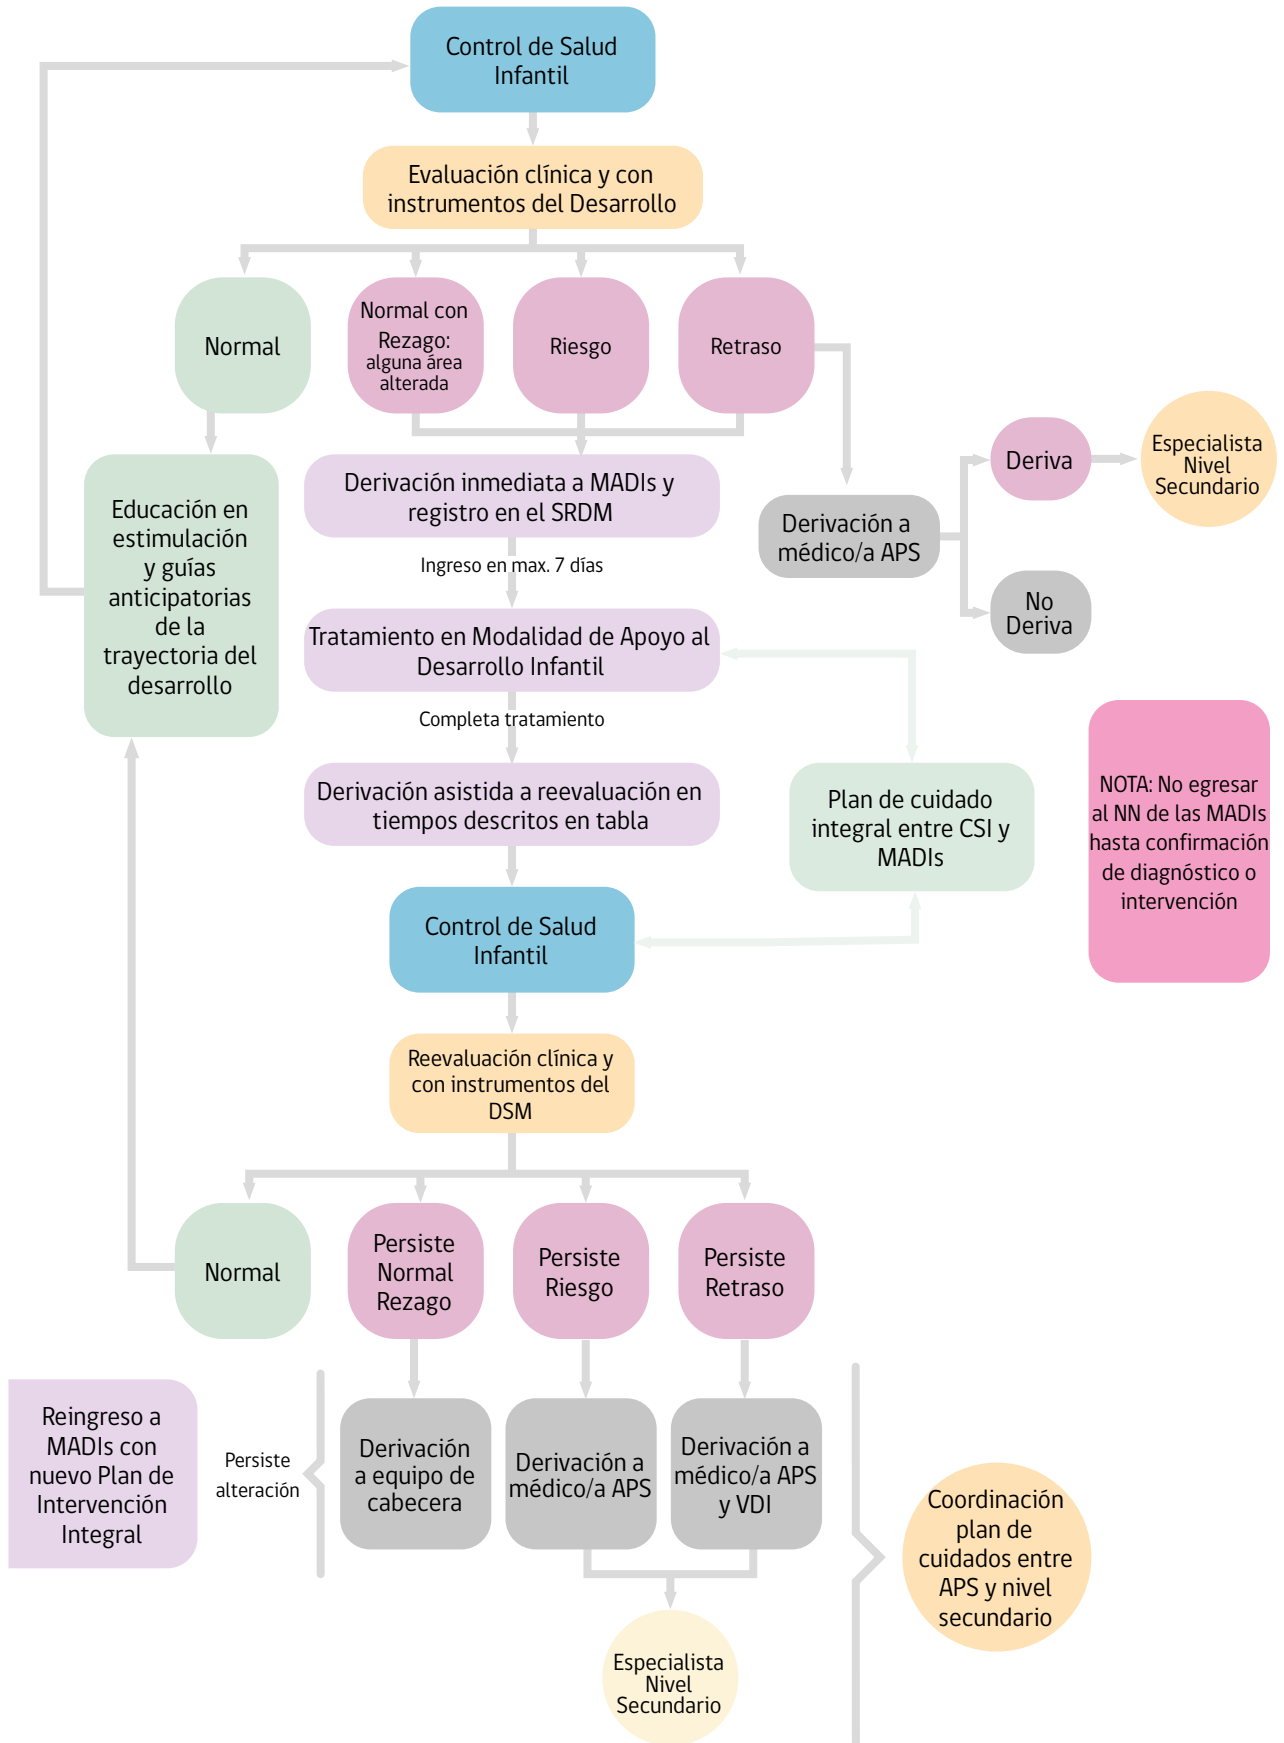 Control de Salud
Infantil
Evaluación clínica y con
instrumentos del Desarrollo
Normal
Normal con
Rezago:
alguna área
alterada
Riesgo
Retraso
Derivación inmediata a MADIs y
registro en el SRDM
Ingreso en max. 7 días
Educación en
estimulación
y guías
anticipatorias
de la
trayectoria del
desarrollo
Derivación a
médico/a APS
Deriva
Especialista
Nivel
Secundario
No
Deriva
Tratamiento en Modalidad de Apoyo al
Desarrollo Infantil
Completa tratamiento
Derivación asistida a reevaluación en
tiempos descritos en tabla
Plan de cuidado
integral entre CSI y
MADIs
NOTA: No egresar
al NN de las MADIs
hasta confirmación
de diagnóstico o
intervención
Control de Salud
Infantil
Reevaluación clínica y
con instrumentos del
DSM
Normal
Persiste
Normal
Rezago
Persiste
Riesgo
Persiste
Retraso
Reingreso a
MADIs con
nuevo Plan de
Intervención
Integral
Persiste
alteración
Derivación
a equipo de
cabecera
Derivación a
médico/a APS
Derivación a
médico/a APS
y VDI
Coordinación
plan de
cuidados entre
APS y nivel
secundario
Especialista
Nivel
Secundario